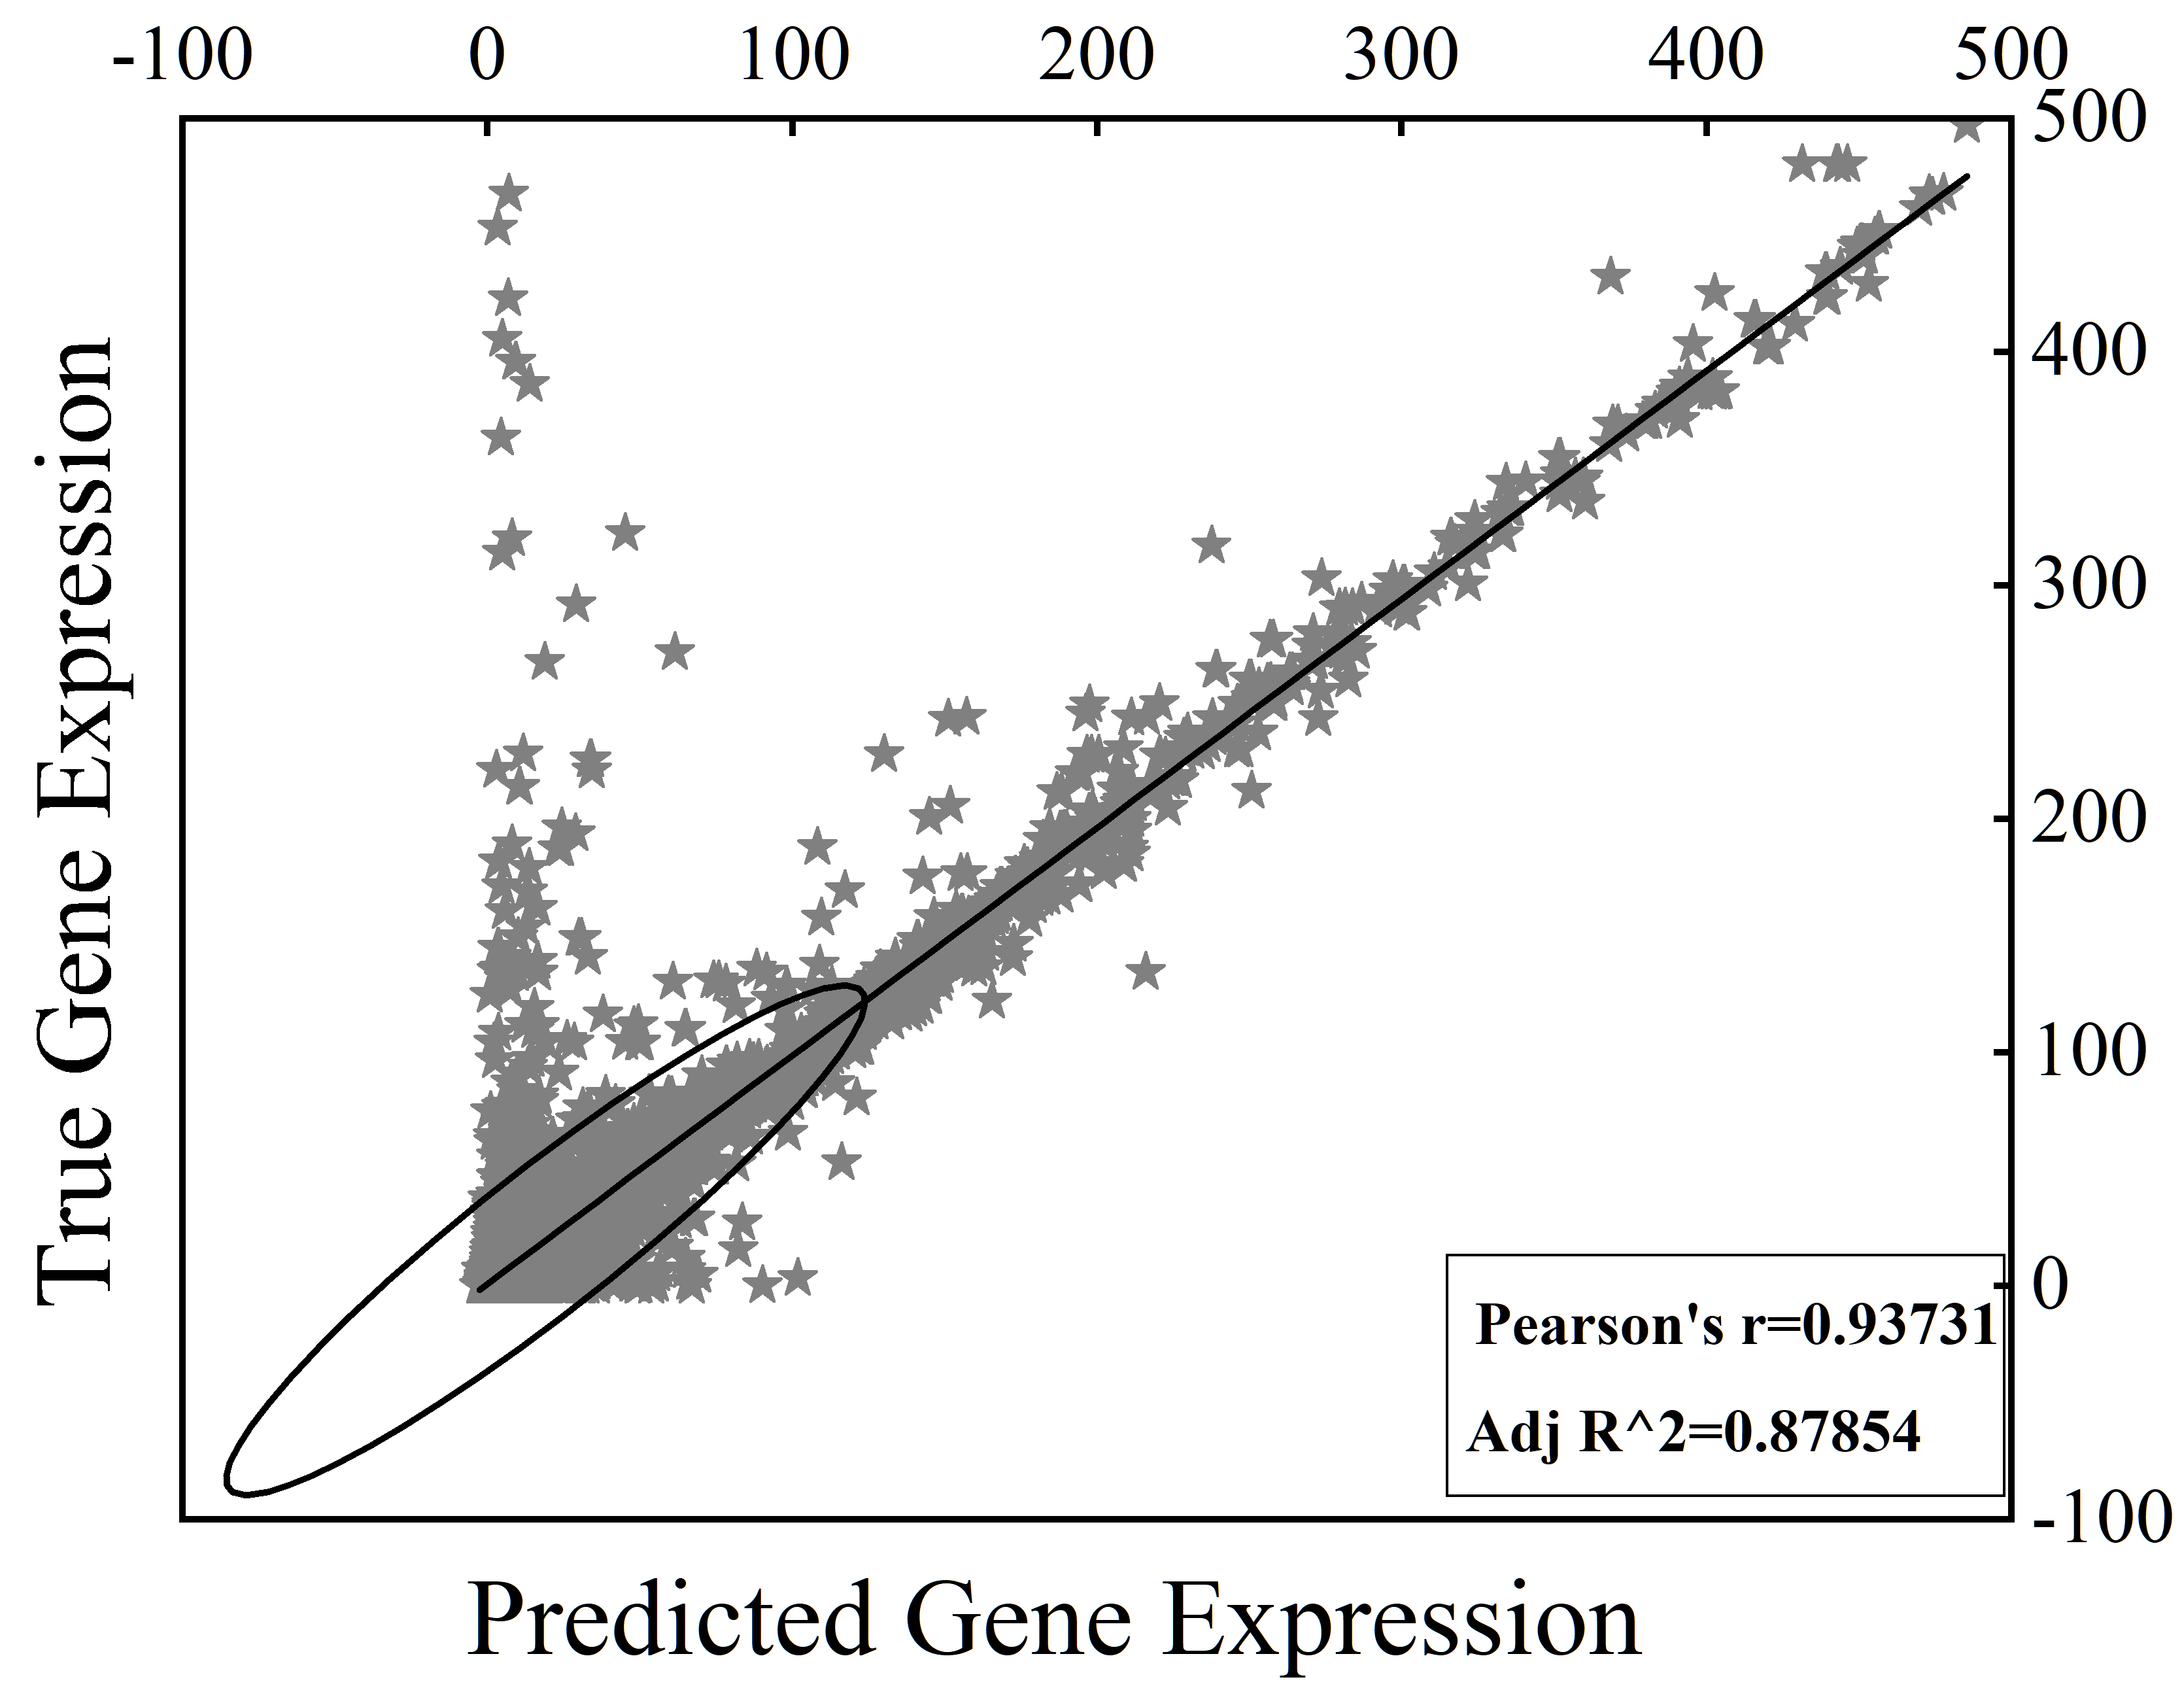 -100 0 100 200 300 400 500
500
400
300
200
100
0
-100
True Gene Expression
Pearson's r=0.93731
Adj R^2=0.87854
Predicted Gene Expression